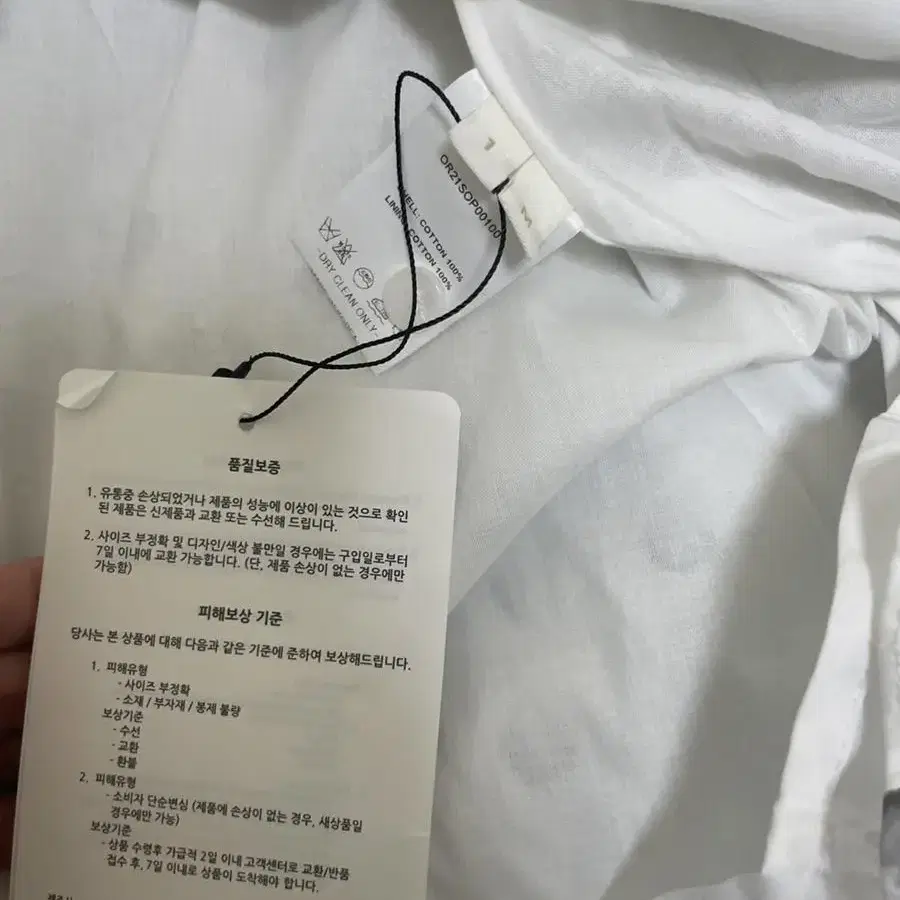 1
M
OR21SOP00100
SHELL: COTTON 100%
LINING: COTTON 100%
-DRY CLEAN ONLY-
품질보증
1. 유통중 손상되었거나 제품의 성능에 이상이 있는 것으로 확인
된 제품은 신제품과 교환 또는 수선해 드립니다.
2. 사이즈 부정확 및 디자인/색상 불만일 경우에는 구입일로부터
7일 이내에 교환 가능합니다. (단, 제품 손상이 없는 경우에만
가능함)
피해보상 기준
당사는 본 상품에 대해 다음과 같은 기준에 준하여 보상해드립니다.
1. 피해유형
- 사이즈 부정확
- 소재 / 부자재 / 봉제 불량
보상기준
- 수선
- 교환
- 환불
2. 피해유형
- 소비자 단순변심 (제품에 손상이 없는 경우, 새상품일
경우에만 가능)
보상기준
- 상품 수령후 가급적 2일 이내 고객센터로 교환/반품
접수 후, 7일 이내로 상품이 도착해야 합니다.